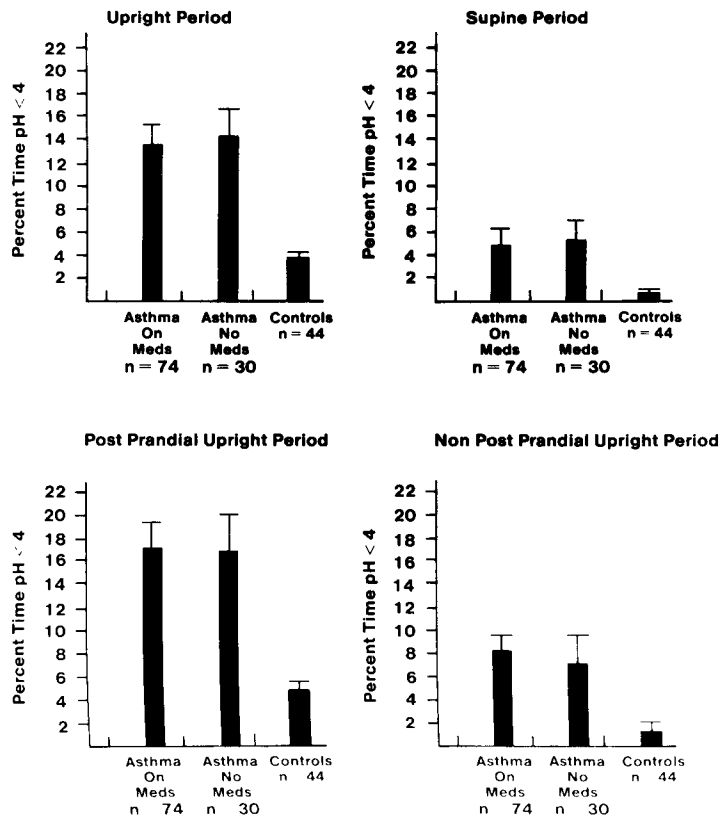 Upright Period
Percent Time pH < 4
22
20
18
16
14
12
10
8
6
4
2
Asthma
On
Meds
n = 74
Asthma
No
Meds
n = 30
Controls
n = 44
Supine Period
Percent Time pH < 4
22
20
18
16
14
12
10
8
6
4
2
Asthma
On
Meds
n = 74
Asthma
No
Meds
n = 30
Controls
n = 44
Post Prandial Upright Period
Percent Time pH < 4
22
20
18
16
14
12
10
8
6
4
2
Asthma
On
Meds
n 74
Asthma
No
Meds
n 30
Controls
n 44
Non Post Prandial Upright Period
Percent Time pH < 4
22
20
18
16
14
12
10
8
6
4
2
Asthma
On
Meds
n 74
Asthma
No
Meds
n 30
Controls
n 44